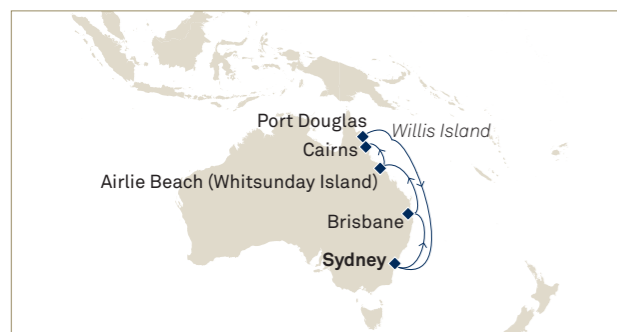 Port Douglas
Willis Island
Cairns
Airlie Beach (Whitsunday Island)
Brisbane
Sydney